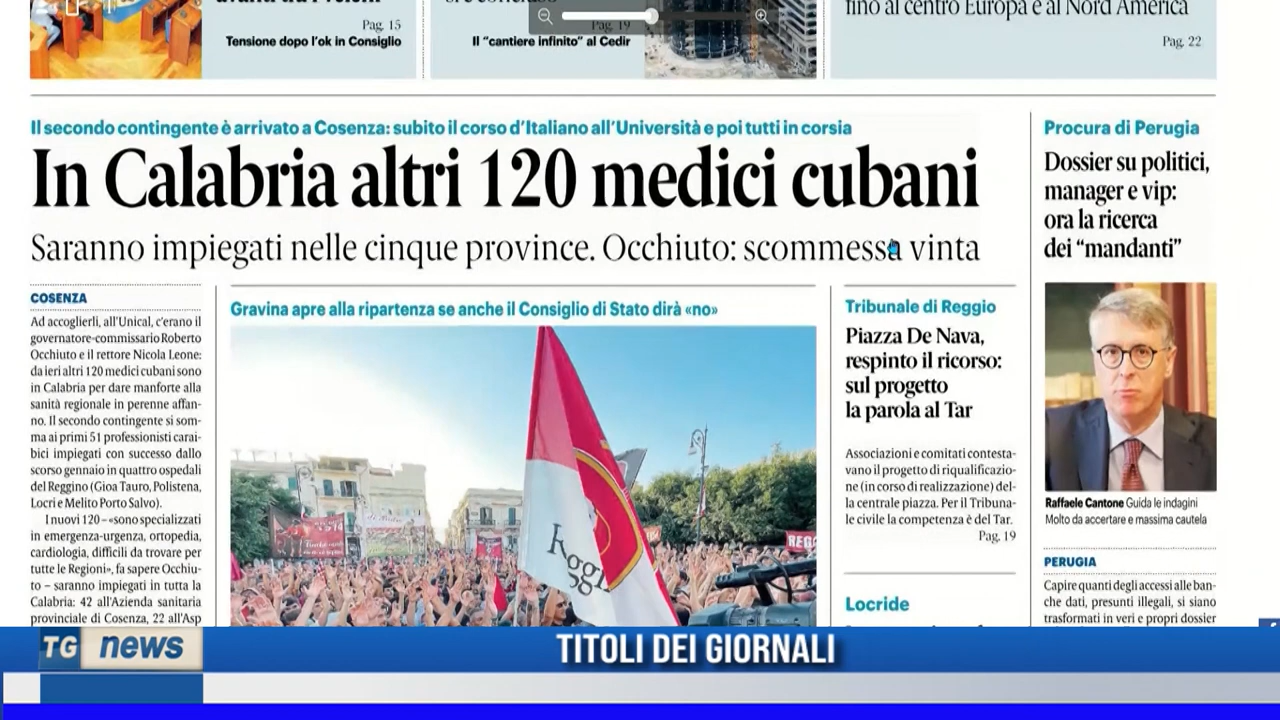 Pag. 15
Tensione dopo l'ok in Consiglio
Pag. 19
Il "cantiere infinito" al Cedir
fino al centro Europa e al Nord America
Pag. 22
Il secondo contingente è arrivato a Cosenza: subito il corso d'Italiano all'Università e poi tutti in corsia
In Calabria altri 120 medici cubani
Saranno impiegati nelle cinque province. Occhiuto: scommessa vinta
COSENZA
Ad accoglierli, all'Unical, c'erano il
governatore-commissario Roberto
Occhiuto e il rettore Nicola Leone:
da ieri altri 120 medici cubani sono
in Calabria per dare manforte alla
sanità regionale in perenne affan-
no. Il secondo contingente si som-
ma ai primi 51 professionisti carai-
bici impiegati con successo dallo
scorso gennaio in quattro ospedali
del Reggino (Gioa Tauro, Polistena,
Locri e Melito Porto Salvo).
I nuovi 120 – «sono specializzati
in emergenza-urgenza, ortopedia,
cardiologia, difficili da trovare per
tutte le Regioni», fa sapere Occhiu-
to – saranno impiegati in tutta la
Calabria: 42 all'Azienda sanitaria
provinciale di Cosenza, 22 all'Asp
Gravina apre alla ripartenza se anche il Consiglio di Stato dirà «no»
REG
Tribunale di Reggio
Piazza De Nava,
respinto il ricorso:
sul progetto
la parola al Tar
Associazioni e comitati contesta-
vano il progetto di riqualificazio-
ne (in corso di realizzazione) del-
la centrale piazza. Per il Tribuna-
le civile la competenza è del Tar.
Pag. 19
Locride
Procura di Perugia
Dossier su politici,
manager e vip:
ora la ricerca
dei "mandanti"
Raffaele Cantone Guida le indagini
Molto da accertare e massima cautela
PERUGIA
Capire quanti degli accessi alle ban-
che dati, presunti illegali, si siano
trasformati in veri e propri dossier
TG news
TITOLI DEI GIORNALI